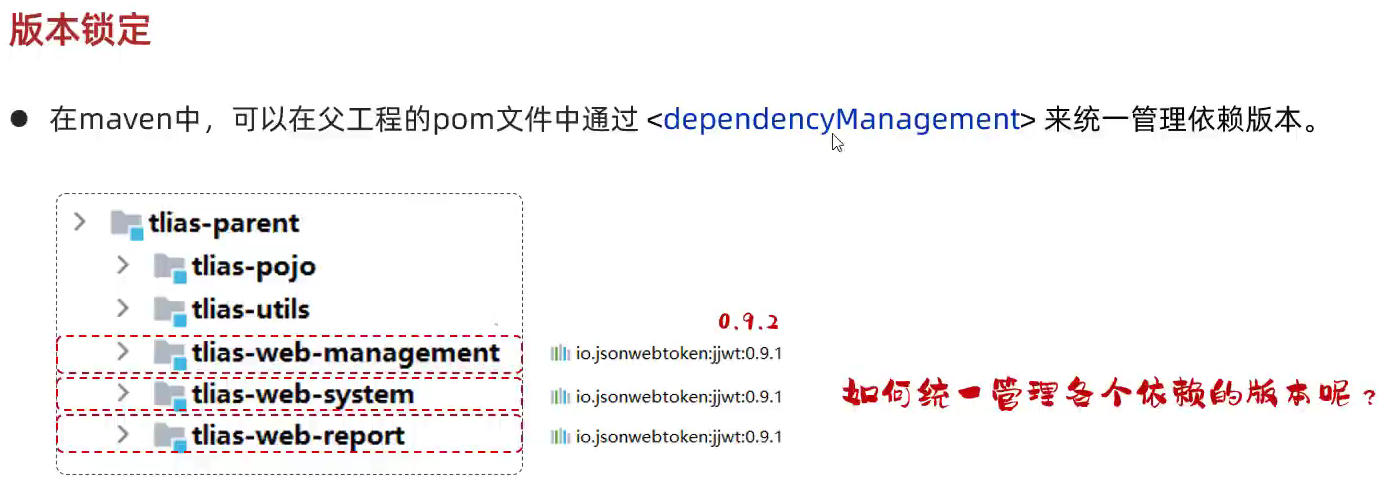 版本锁定
在maven中，可以在父工程的pom文件中通过 <dependencyManagement> 来统一管理依赖版本。
tlias-parent
tlias-pojo
tlias-utils
0.9.2
tlias-web-management io.jsonwebtoken:jjwt:0.9.1
tlias-web-system io.jsonwebtoken:jjwt:0.9.1
如何统一管理各个依赖的版本呢？
tlias-web-report io.jsonwebtoken:jjwt:0.9.1